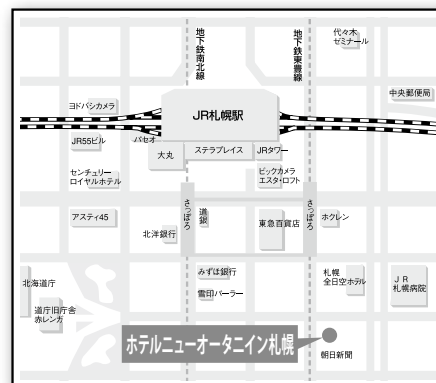 地下鉄南北線
地下鉄東豊線
代々木
ゼミナール
中央郵便局
ヨドバシカメラ
JR札幌駅
JR55ビル
パセオ
大丸
ステラプレイス
JRタワー
センチュリー
ロイヤルホテル
ビックカメラ
エスタ・ロフト
アスティ45
さっぽろ
道銀
北洋銀行
東急百貨店
さっぽろ
ホクレン
北海道庁
道庁旧庁舎
赤レンガ
みずほ銀行
雪印パーラー
札幌
全日空ホテル
JR
札幌病院
ホテルニューオータニイン札幌
朝日新聞